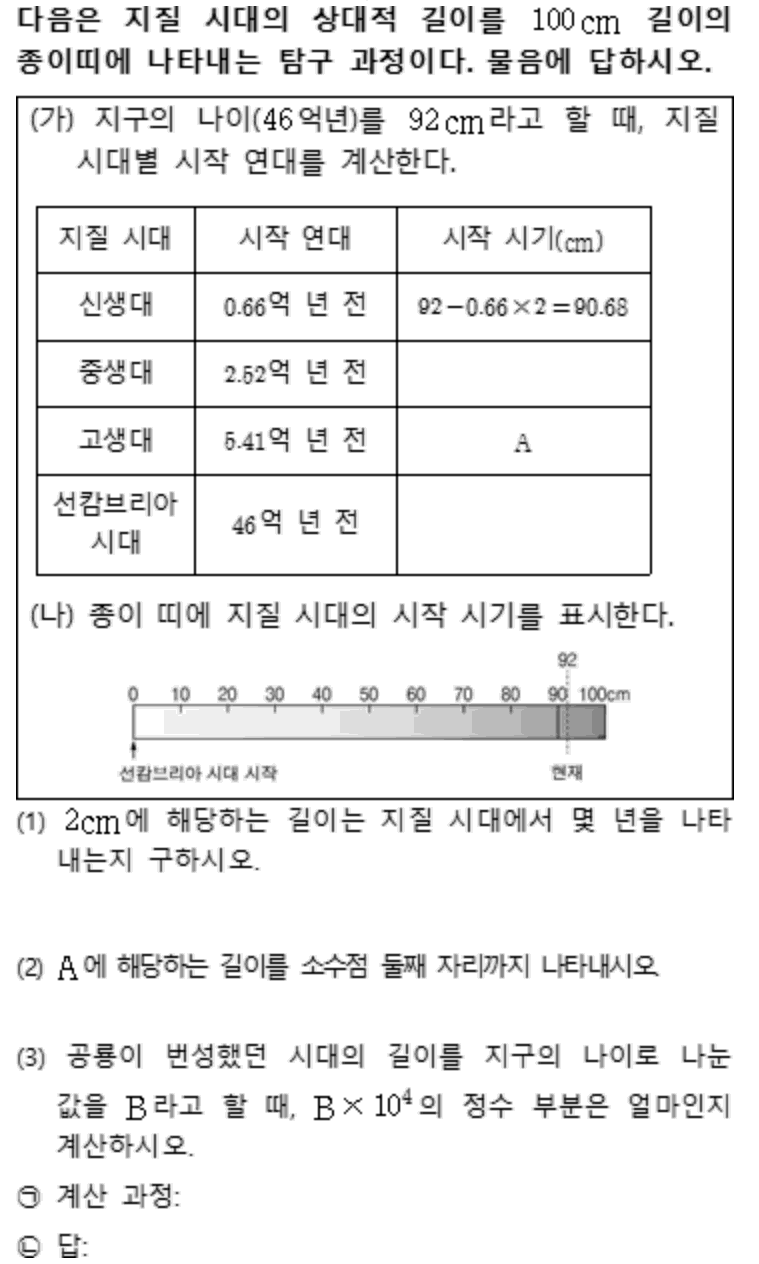 다음은 지질 시대의 상대적 길이를 100cm 길이의
종이띠에 나타내는 탐구 과정이다. 물음에 답하시오.
(가) 지구의 나이(46억년)를 92cm라고 할 때, 지질
시대별 시작 연대를 계산한다.
지질 시대 시작 연대 시작 시기(cm)
신생대 0.66억 년 전 92-0.66×2=90.68
중생대 2.52억 년 전
고생대 5.41억 년 전 A
선캄브리아
시대 46억 년 전
(나) 종이 띠에 지질 시대의 시작 시기를 표시한다.
92
0 10 20 30 40 50 60 70 80 90 100cm
선캄브리아 시대 시작 현재
(1) 2cm에 해당하는 길이는 지질 시대에서 몇 년을 나타
내는지 구하시오.
(2) A에 해당하는 길이를 소수점 둘째 자리까지 나타내시오
(3) 공룡이 번성했던 시대의 길이를 지구의 나이로 나눈
값을 B라고 할 때, B×10⁴의 정수 부분은 얼마인지
계산하시오.
㉠ 계산 과정:
㉡ 답: